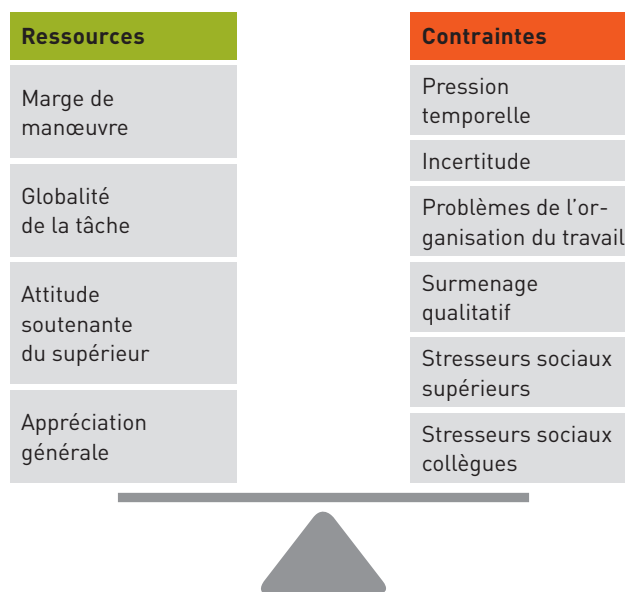 Ressources
Marge de
manœuvre
Globalité
de la tâche
Attitude
soutenante
du supérieur
Appréciation
générale
Contraintes
Pression
temporelle
Incertitude
Problèmes de l’or-
ganisation du travail
Surmenage
qualitatif
Stresseurs sociaux
supérieurs
Stresseurs sociaux
collègues